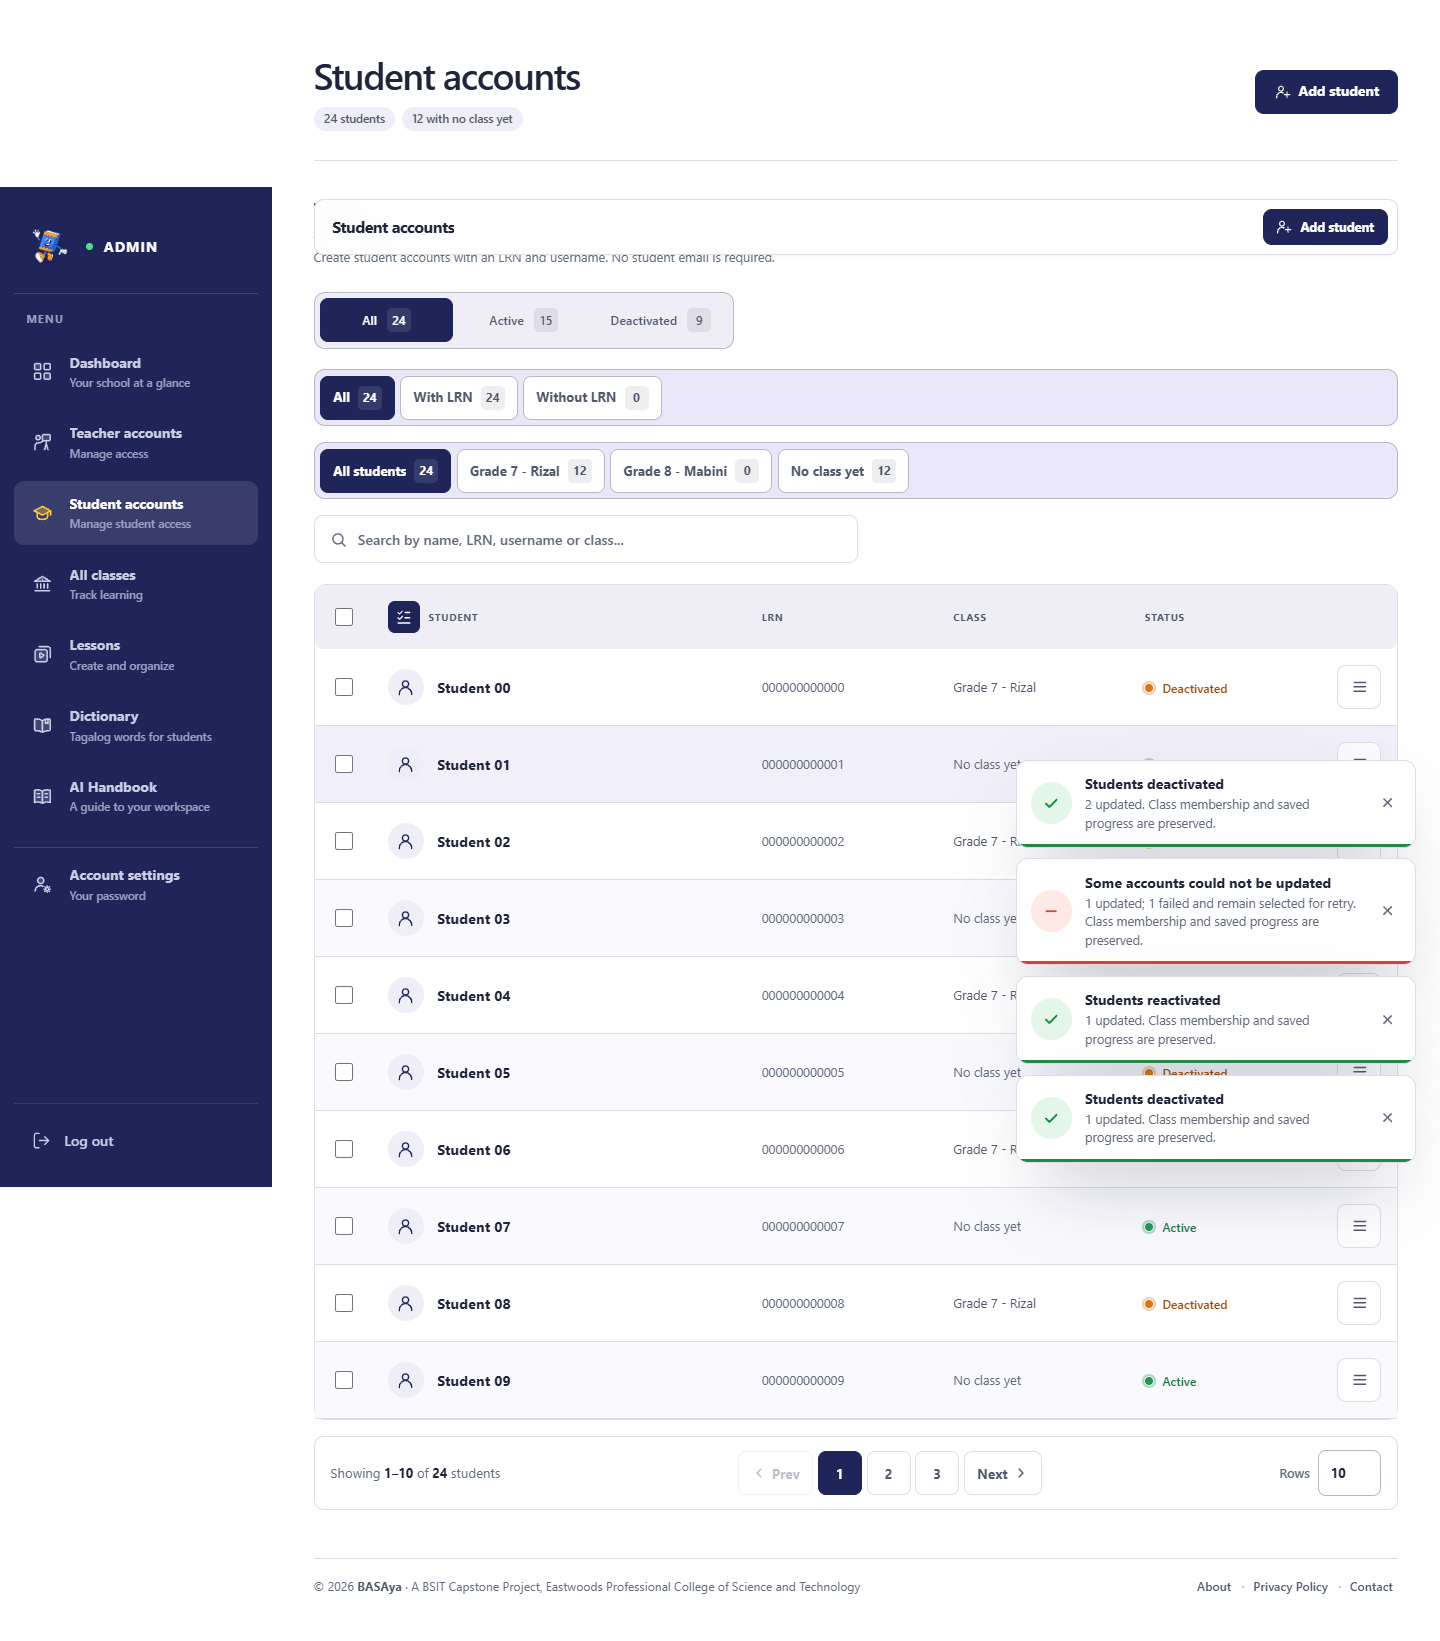 Student accounts
24 students
12 with no class yet
Add student
ADMIN
MENU
Dashboard
Your school at a glance
Teacher accounts
Manage access
Student accounts
Manage student access
All classes
Track learning
Lessons
Create and organize
Dictionary
Tagalog words for students
AI Handbook
A guide to your workspace
Account settings
Your password
Log out
Student accounts
Add student
Create student accounts with an LRN and username. No student email is required.
All 24
Active 15
Deactivated 9
All 24
With LRN 24
Without LRN 0
All students 24
Grade 7 - Rizal 12
Grade 8 - Mabini 0
No class yet 12
Search by name, LRN, username or class...
STUDENT LRN CLASS STATUS
Student 00 000000000000 Grade 7 - Rizal Deactivated
Student 01 000000000001 No class yet
Student 02 000000000002 Grade 7 -
Student 03 000000000003 No class
Student 04 000000000004 Grade 7 -
Student 05 000000000005 No class yet Deactivated
Student 06 000000000006 Grade 7 -
Student 07 000000000007 No class yet Active
Student 08 000000000008 Grade 7 - Rizal Deactivated
Student 09 000000000009 No class yet Active
Students deactivated
2 updated. Class membership and saved
progress are preserved.
Some accounts could not be updated
1 updated; 1 failed and remain selected for retry.
Class membership and saved progress are
preserved.
Students reactivated
1 updated. Class membership and saved
progress are preserved.
Students deactivated
1 updated. Class membership and saved
progress are preserved.
Showing 1–10 of 24 students
Prev 1 2 3 Next
Rows 10
© 2026 BASAya · A BSIT Capstone Project, Eastwoods Professional College of Science and Technology
About · Privacy Policy · Contact